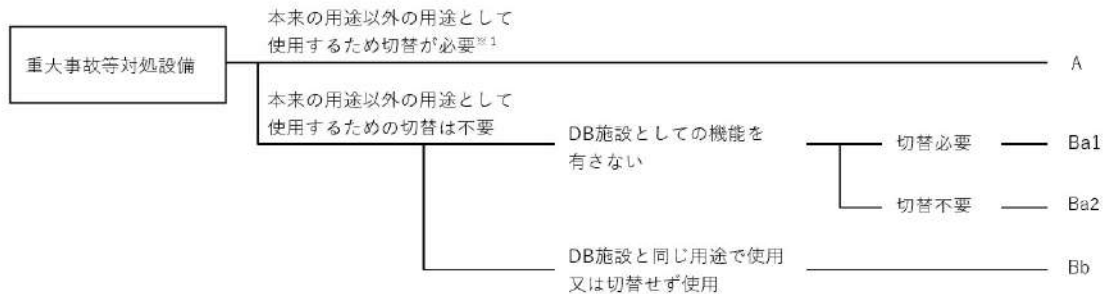 本来の用途以外の用途として
使用するため切替が必要※1
重大事故等対処設備
A
本来の用途以外の用途として
使用するための切替は不要
DB施設としての機能を
有さない
切替必要
Ba1
切替不要
Ba2
DB施設と同じ用途で使用
又は切替せず使用
Bb